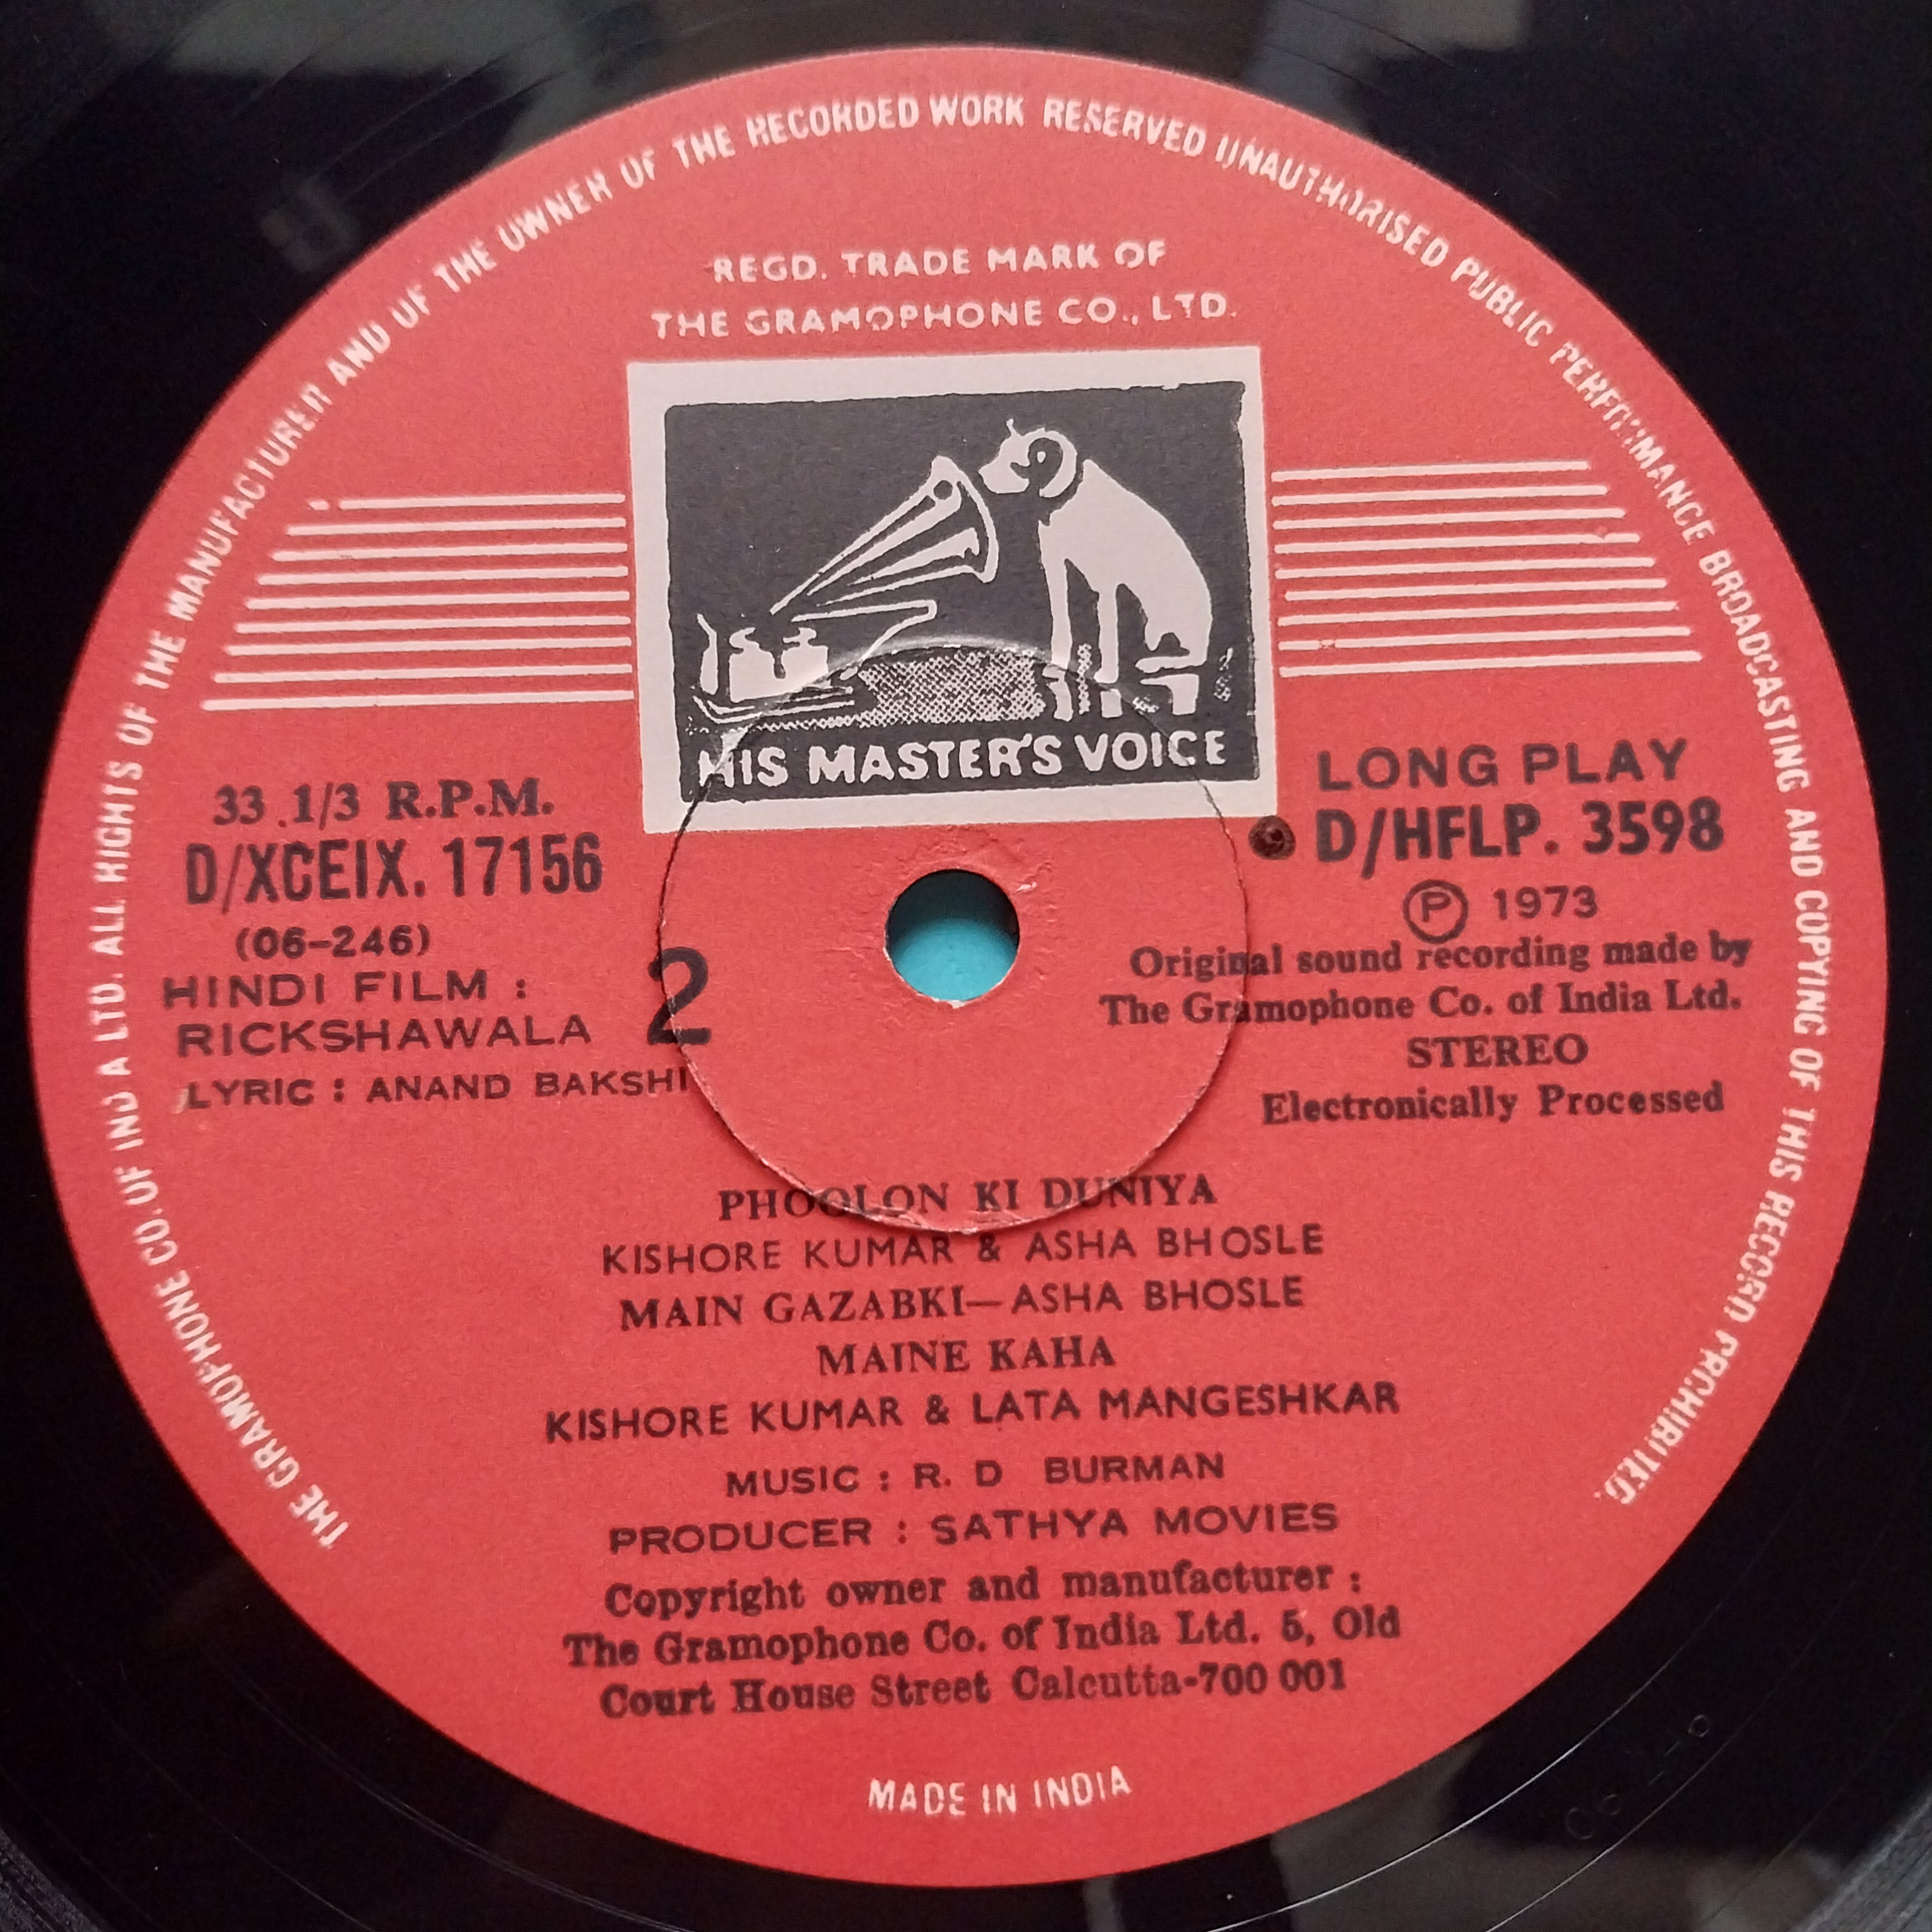 THE GRAMOPHONE CO. OF INDIA LTD. ALL RIGHTS OF THE MANUFACTURER AND OF THE OWNER OF THE RECORDED WORK RESERVED UNAUTHORISED PUBLIC PERFORMANCE BROADCASTING AND COPYING OF THIS RECORD PROHIBITED.
REGD. TRADE MARK OF
THE GRAMOPHONE CO., LTD.
HIS MASTER'S VOICE
33 .1/3 R.P.M.
D/XCEIX. 17156
(06-246)
HINDI FILM :
RICKSHAWALA
LYRIC : ANAND BAKSHI
2
LONG PLAY
D/HFLP. 3598
Ⓟ 1973
Original sound recording made by
The Gramophone Co. of India Ltd.
STEREO
Electronically Processed
PHOOLON KI DUNIYA
KISHORE KUMAR & ASHA BHOSLE
MAIN GAZABKI—ASHA BHOSLE
MAINE KAHA
KISHORE KUMAR & LATA MANGESHKAR
MUSIC : R. D BURMAN
PRODUCER : SATHYA MOVIES
Copyright owner and manufacturer :
The Gramophone Co. of India Ltd. 5, Old
Court House Street Calcutta-700 001
MADE IN INDIA